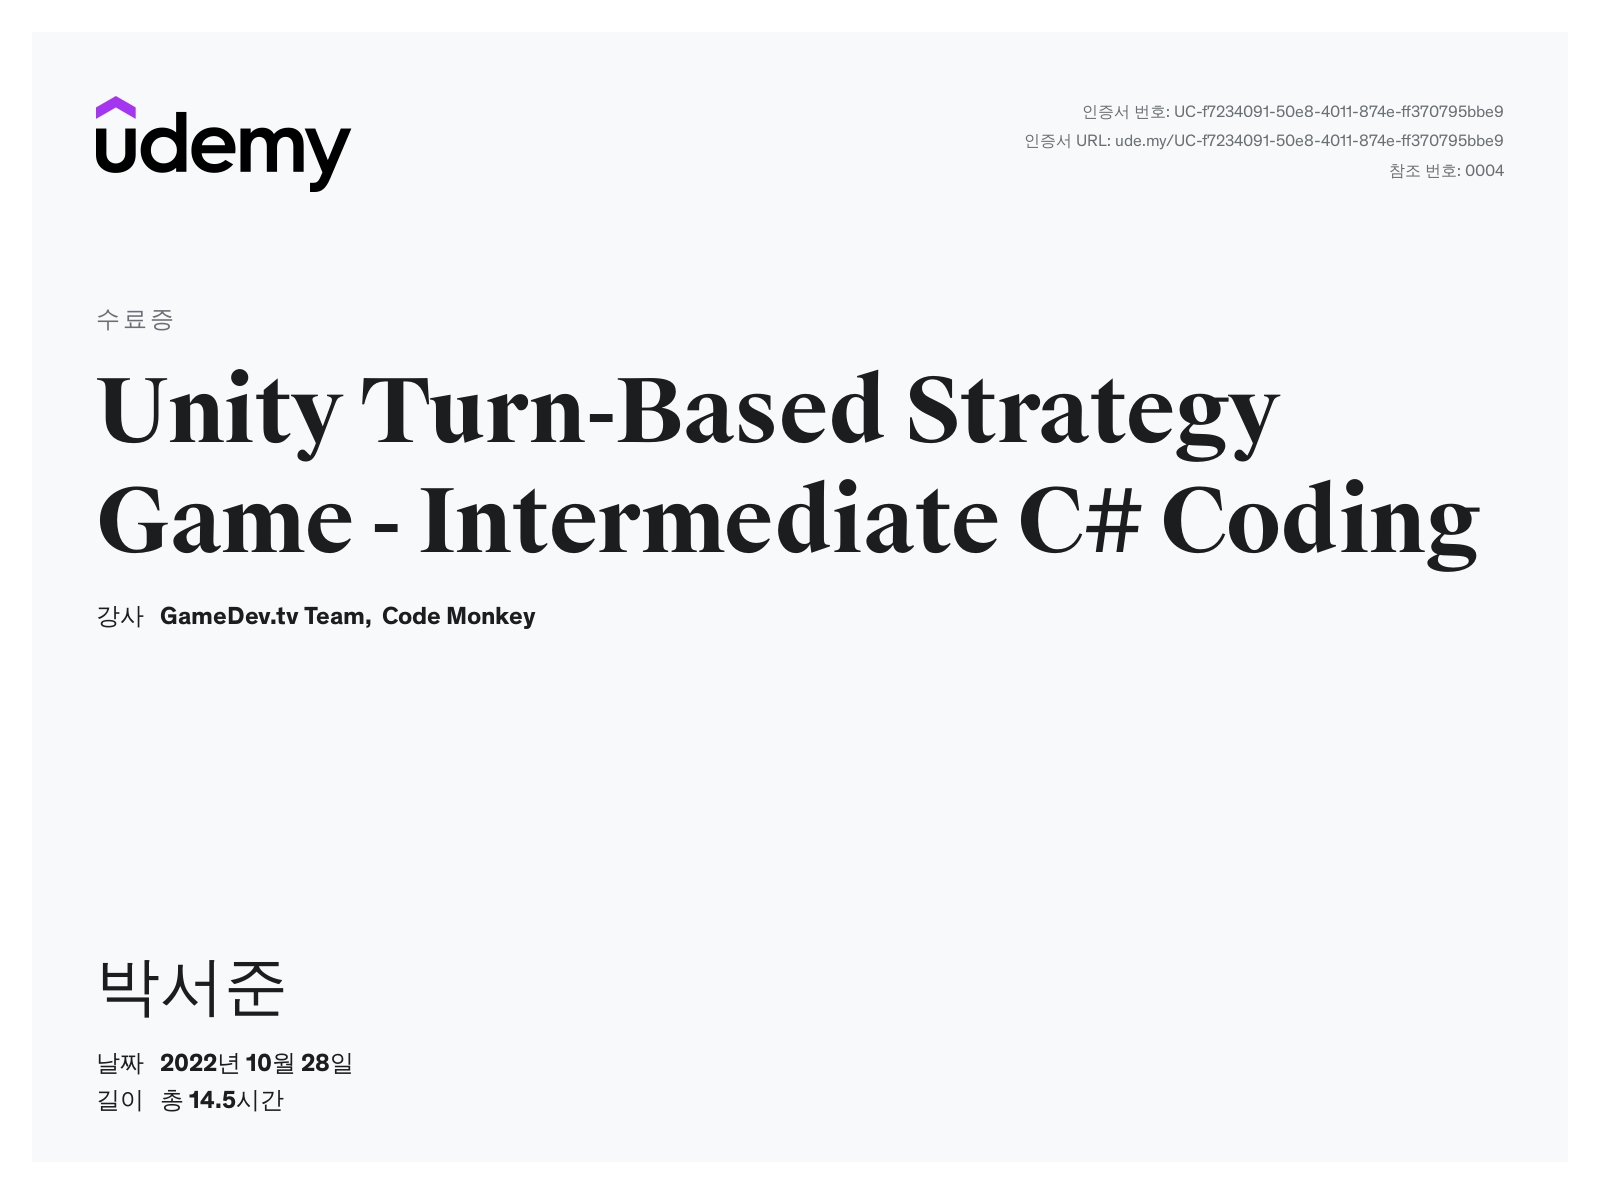 udemy
인증서 번호: UC-f7234091-50e8-4011-874e-ff370795bbe9
인증서 URL: ude.my/UC-f7234091-50e8-4011-874e-ff370795bbe9
참조 번호: 0004
수료증
Unity Turn-Based Strategy
Game - Intermediate C# Coding
강사 GameDev.tv Team, Code Monkey
박서준
날짜 2022년 10월 28일
길이 총 14.5시간